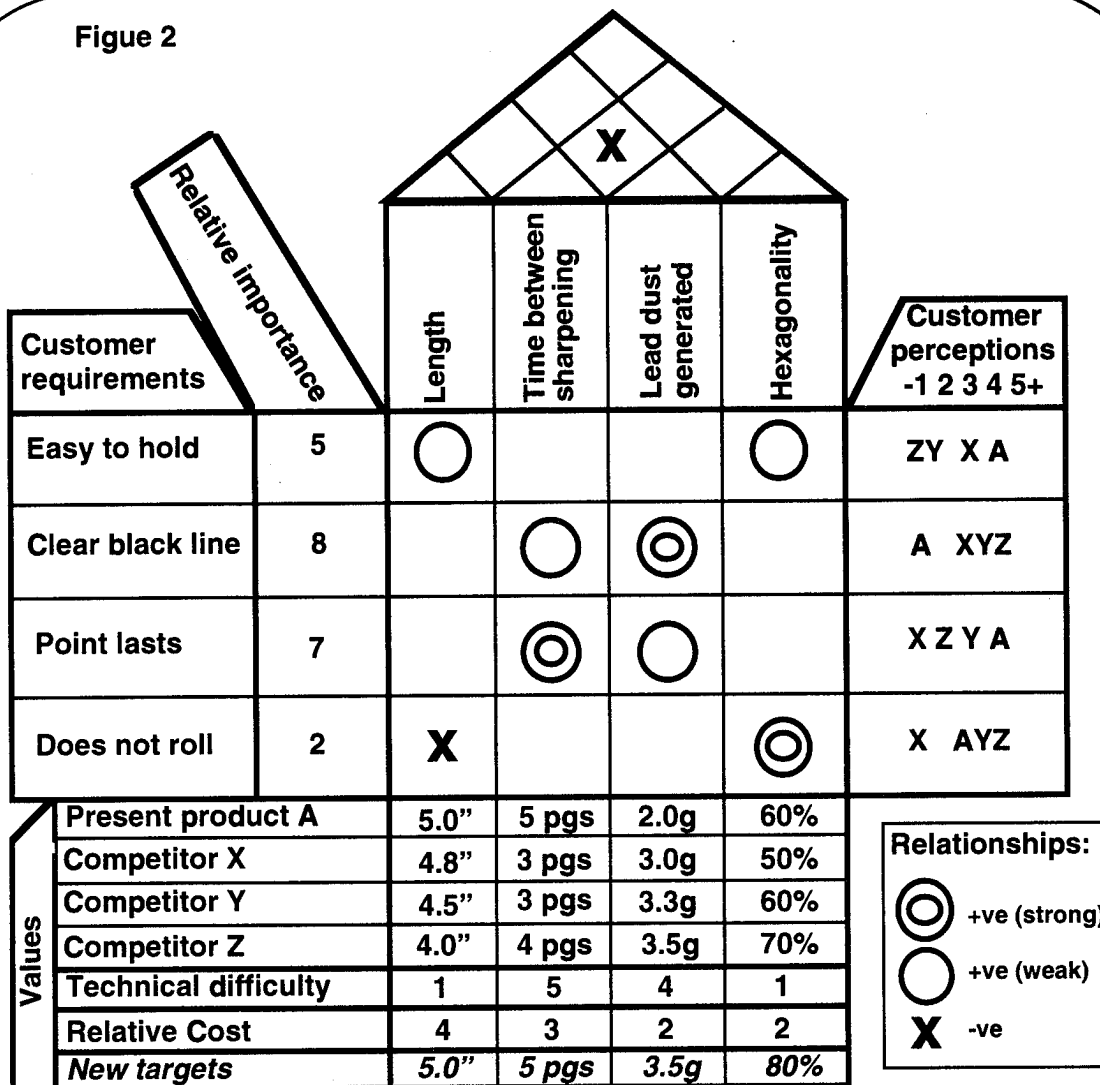 Figue 2
X
Relative importance
Length
Time between
sharpening
Lead dust
generated
Hexagonality
Customer
requirements
Customer
perceptions
-1 2 3 4 5+
Easy to hold 5 ZY X A
Clear black line 8 A XYZ
Point lasts 7 X Z Y A
Does not roll 2 X X AYZ
Values
Present product A 5.0” 5 pgs 2.0g 60%
Competitor X 4.8” 3 pgs 3.0g 50%
Competitor Y 4.5” 3 pgs 3.3g 60%
Competitor Z 4.0” 4 pgs 3.5g 70%
Technical difficulty 1 5 4 1
Relative Cost 4 3 2 2
New targets 5.0” 5 pgs 3.5g 80%
Relationships:
+ve (strong)
+ve (weak)
X -ve